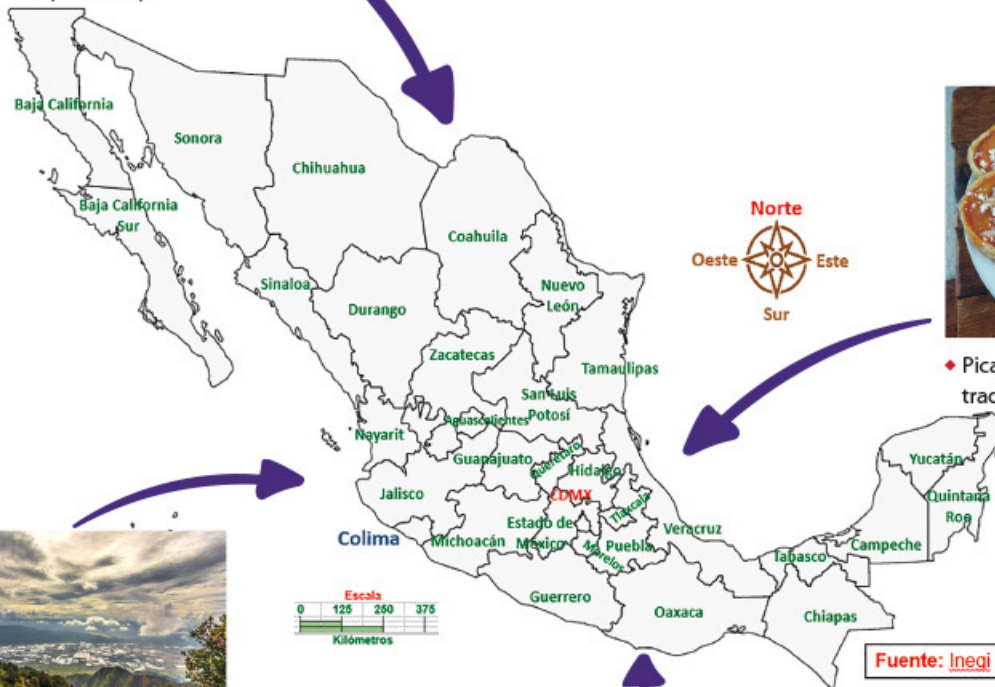 Baja California
Sonora
Chihuahua
Baja California
Sur
Coahuila
Norte
Oeste
Este
Sur
Sinaloa
Nuevo
León
Durango
Zacatecas
Tamaulipas
San Luis
Potosí
Aguascalientes
Nayarit
Guanajuato
Querétaro
Hidalgo
Yucatán
Jalisco
CDMX
Tlaxcala
Quintana
Roo
Colima
Michoacán
Estado de
México
Morelos
Puebla
Veracruz
Tabasco
Campeche
Guerrero
Oaxaca
Chiapas
Escala
0 125 250 375
Kilómetros
Fuente: Inegi